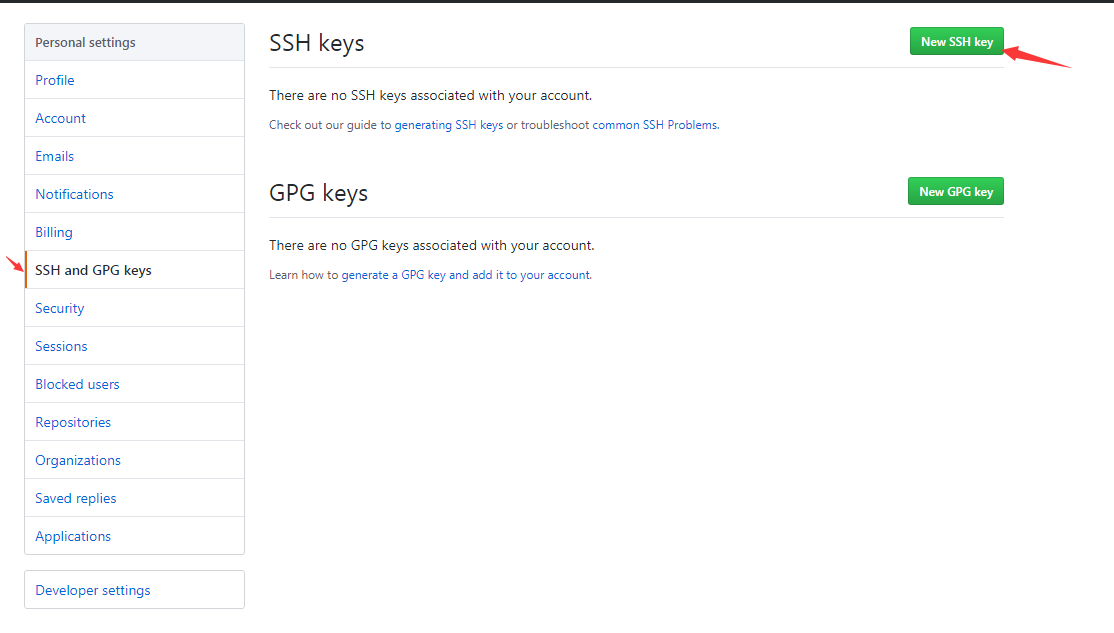 Personal settings
Profile
Account
Emails
Notifications
Billing
SSH and GPG keys
Security
Sessions
Blocked users
Repositories
Organizations
Saved replies
Applications
Developer settings
SSH keys
New SSH key
There are no SSH keys associated with your account.
Check out our guide to generating SSH keys or troubleshoot common SSH Problems.
GPG keys
New GPG key
There are no GPG keys associated with your account.
Learn how to generate a GPG key and add it to your account.